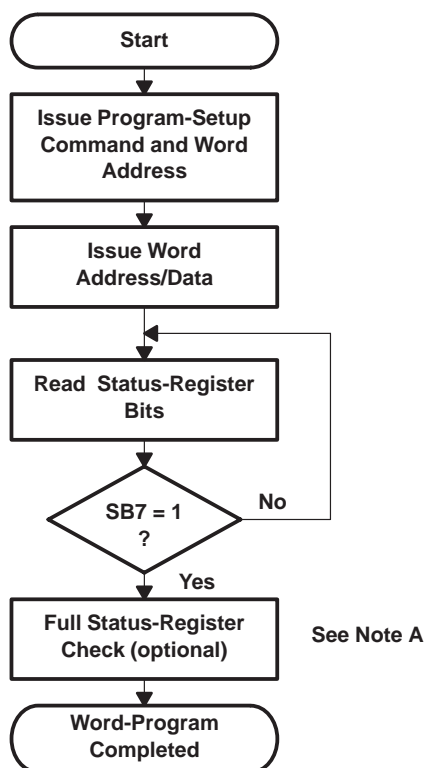 Start
Issue Program-Setup
Command and Word
Address
Issue Word
Address/Data
Read Status-Register
Bits
SB7 = 1
?
No
Yes
Full Status-Register
Check (optional)
See Note A
Word-Program
Completed